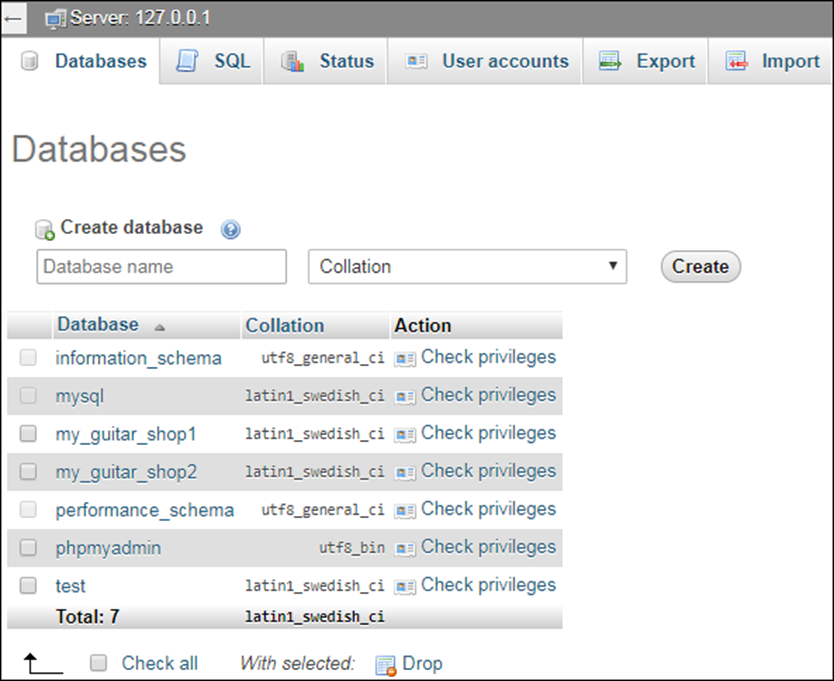 Server: 127.0.0.1
Databases SQL Status User accounts Export Import
Databases
Create database
Database name Collation Create
Database Collation Action
information_schema utf8_general_ci Check privileges
mysql latin1_swedish_ci Check privileges
my_guitar_shop1 latin1_swedish_ci Check privileges
my_guitar_shop2 latin1_swedish_ci Check privileges
performance_schema utf8_general_ci Check privileges
phpmyadmin utf8_bin Check privileges
test latin1_swedish_ci Check privileges
Total: 7 latin1_swedish_ci
Check all With selected: Drop